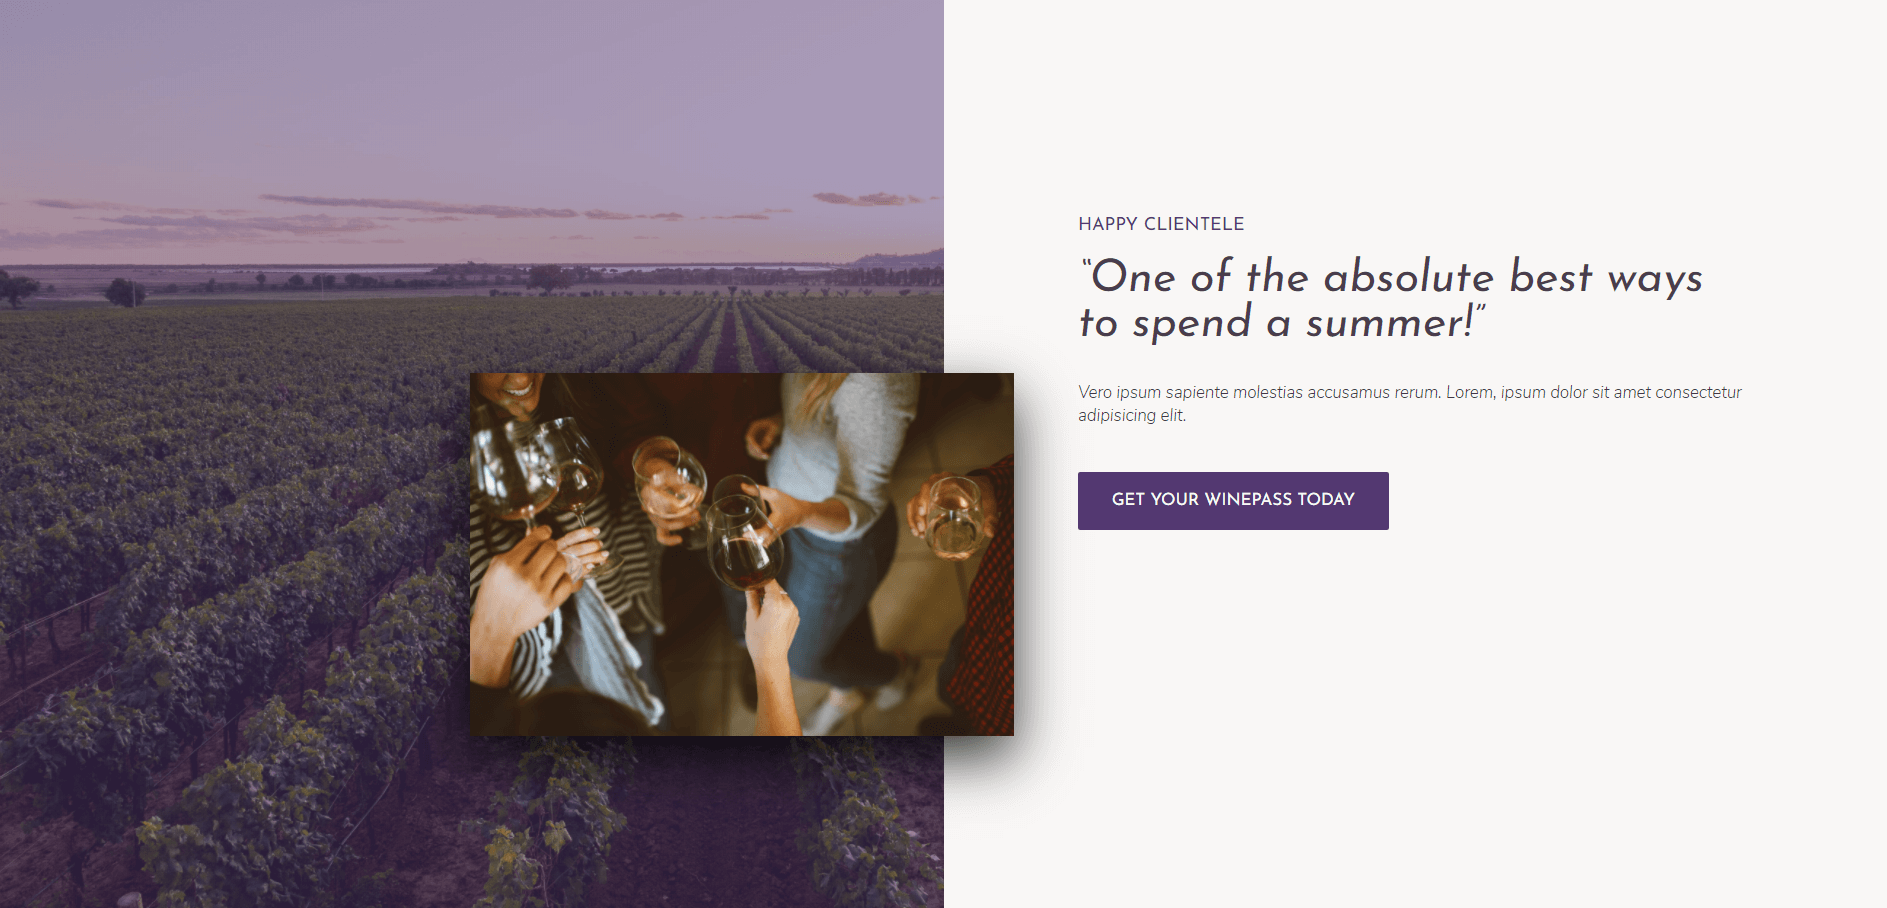 HAPPY CLIENTELE
“One of the absolute best ways
to spend a summer!”
Vero ipsum sapiente molestias accusamus rerum. Lorem, ipsum dolor sit amet consectetur
adipisicing elit.
GET YOUR WINEPASS TODAY